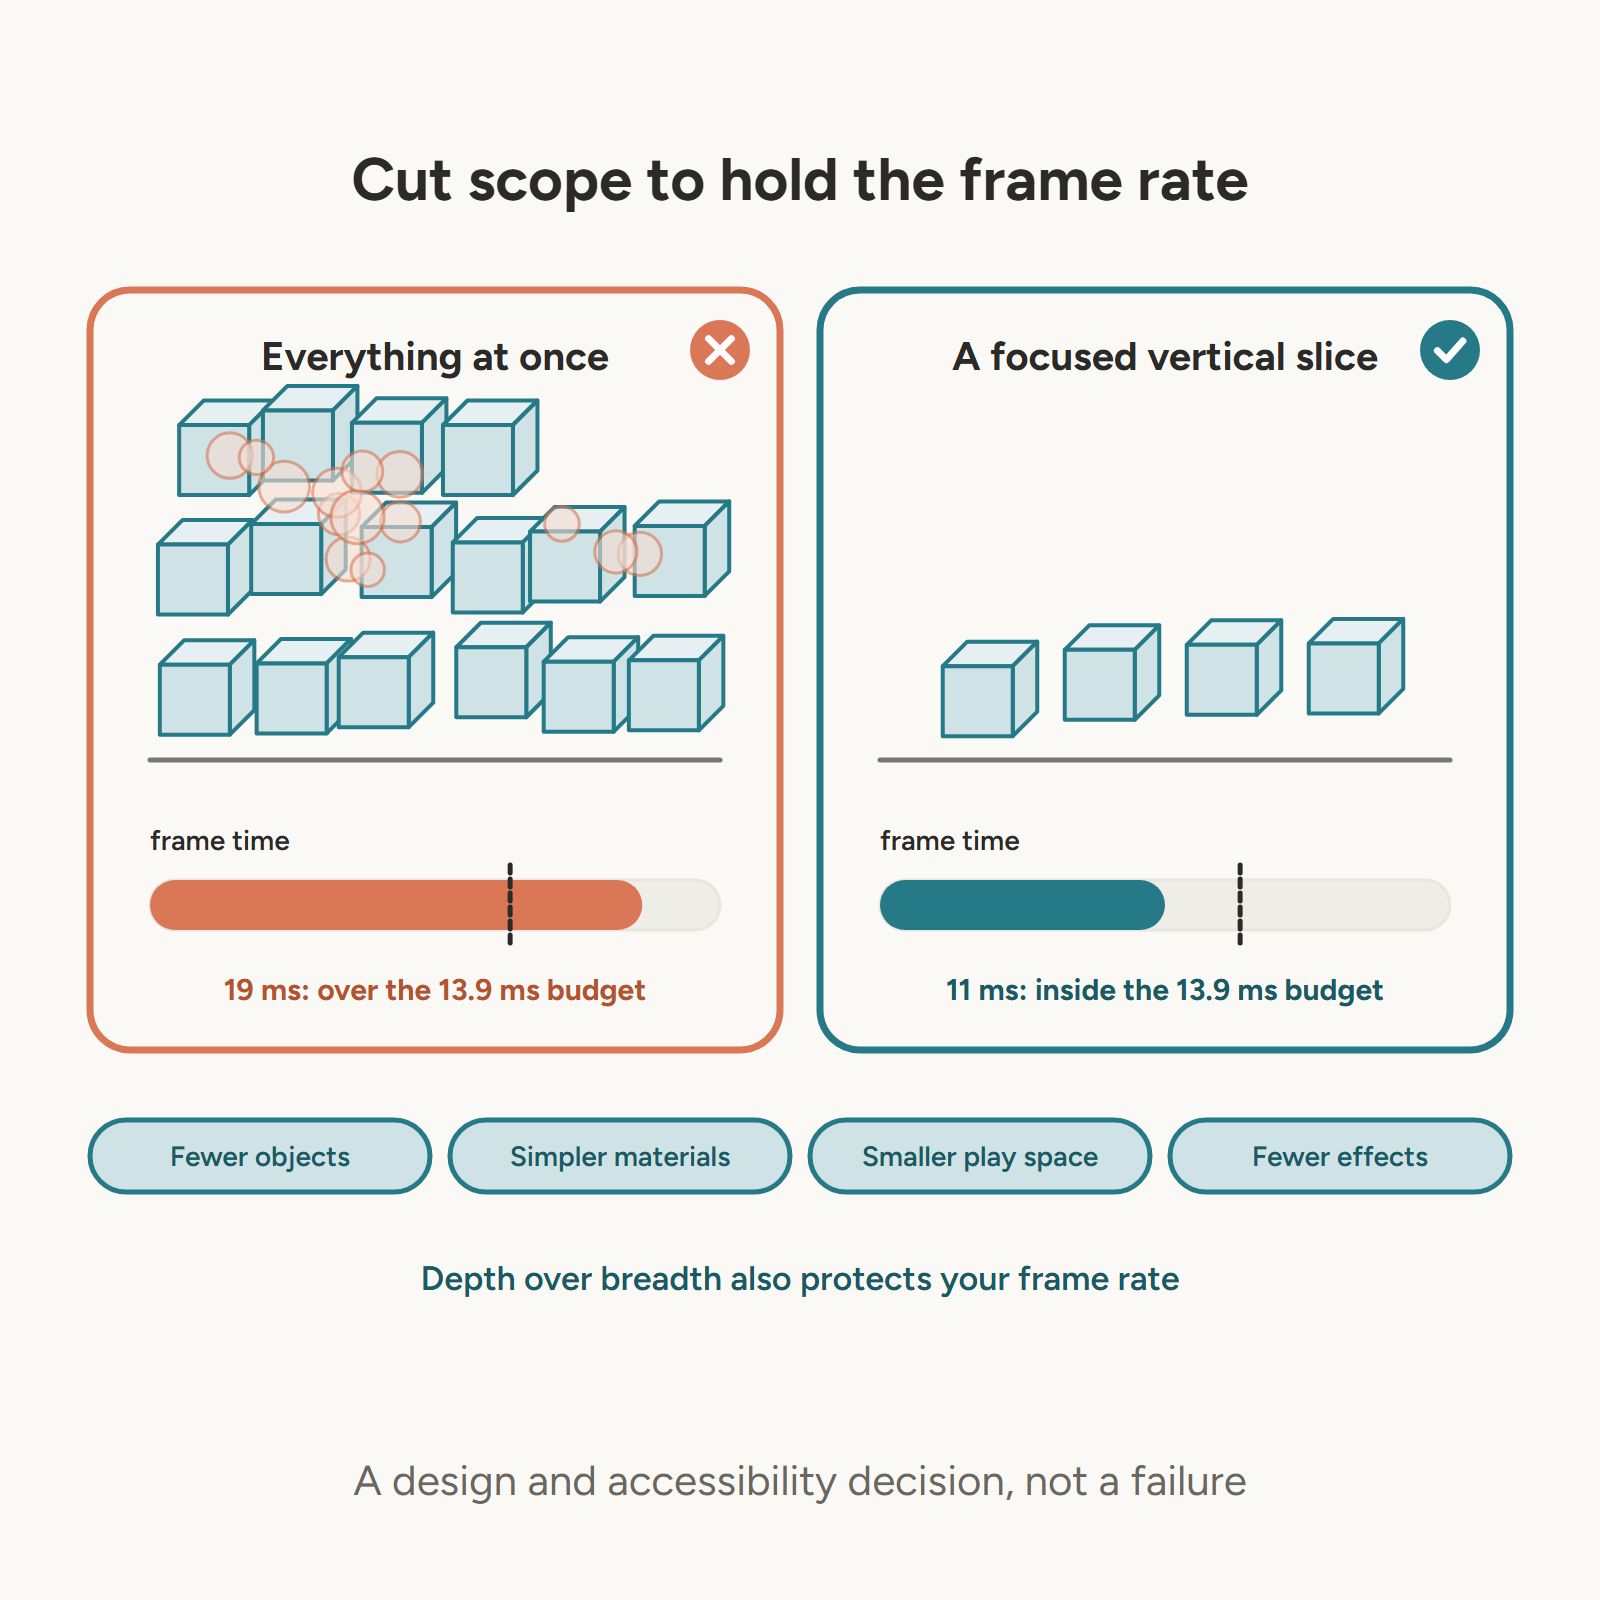 Cut scope to hold the frame rate
Everything at once
A focused vertical slice
frame time
frame time
19 ms: over the 13.9 ms budget
11 ms: inside the 13.9 ms budget
Fewer objects
Simpler materials
Smaller play space
Fewer effects
Depth over breadth also protects your frame rate
A design and accessibility decision, not a failure